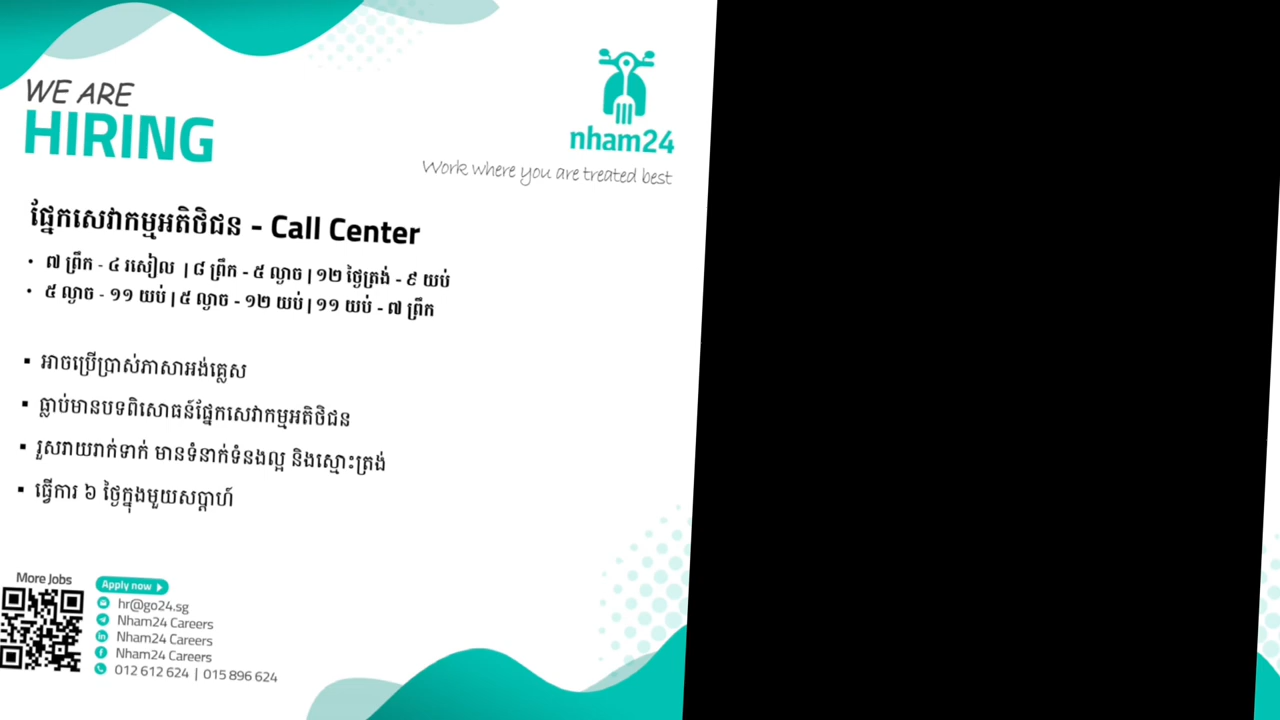 WE ARE
HIRING
nham24
Work where you are treated best
ផ្នែកសេវាកម្មអតិថិជន - Call Center
• ៧ ព្រឹក - ៤ រសៀល | ៨ ព្រឹក - ៥ ល្ងាច | ១២ ថ្ងៃត្រង់ - ៩ យប់
• ៥ ល្ងាច - ១១ យប់ | ៥ ល្ងាច - ១២ យប់ | ១១ យប់ - ៧ ព្រឹក
▪ អាចប្រើប្រាស់ភាសាអង់គ្លេស
▪ ធ្លាប់មានបទពិសោធន៍ផ្នែកសេវាកម្មអតិថិជន
▪ រួសរាយរាក់ទាក់ មានទំនាក់ទំនងល្អ និងស្មោះត្រង់
▪ ធ្វើការ ៦ ថ្ងៃក្នុងមួយសប្តាហ៍
More Jobs
Apply now
hr@go24.sg
Nham24 Careers
Nham24 Careers
Nham24 Careers
012 612 624 | 015 896 624